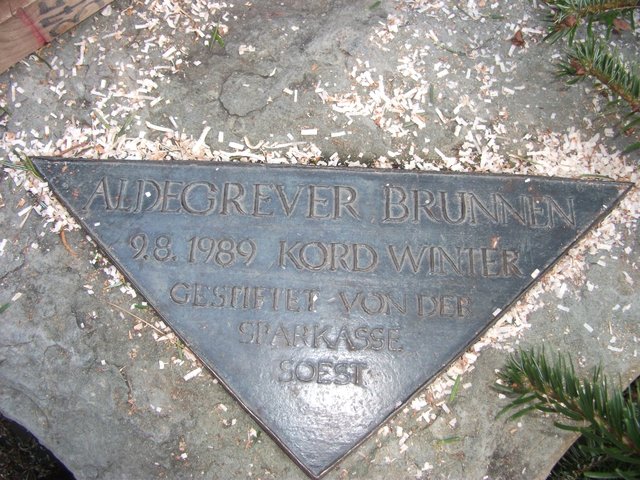 ALDEGREVER BRUNNEN
9.8.1989 KORD WINTER
GESTIFTET VON DER
SPARKASSE
SOEST